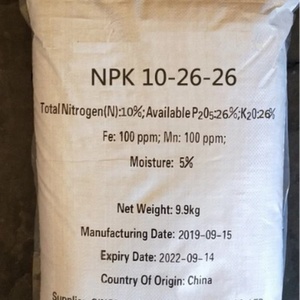 NPK 10-26-26
Total Nitrogen(N):10%;Available P2O5:26%;K2O:26%
Fe: 100 ppm; Mn: 100 ppm;
Moisture: 5%
Net Weight: 9.9kg
Manufacturing Date: 2019-09-15
Expiry Date: 2022-09-14
Country Of Origin: China